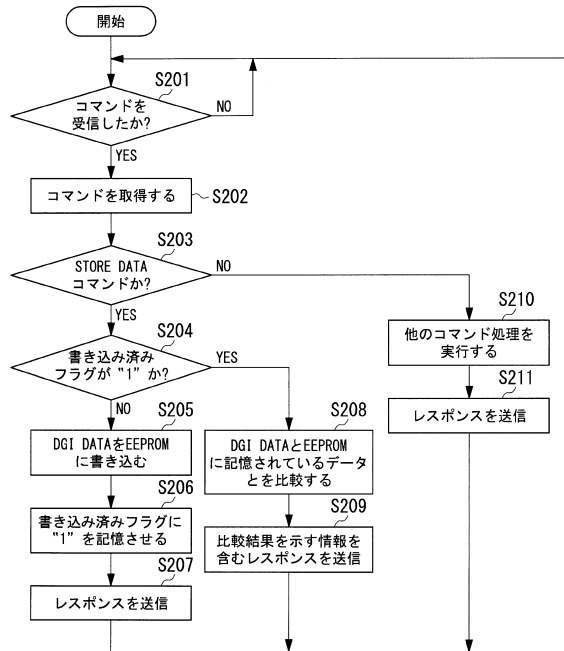 開始
S201
コマンドを
受信したか?
NO
YES
コマンドを取得する
S202
S203
STORE DATA
コマンドか?
NO
YES
S210
他のコマンド処理を
実行する
S204
書き込み済み
フラグが"1"か?
YES
NO
S211
レスポンスを送信
S205
DGI DATAをEEPROM
に書き込む
S208
DGI DATAとEEPROM
に記憶されているデータ
とを比較する
S206
書き込み済みフラグに
"1"を記憶させる
S209
比較結果を示す情報を
含むレスポンスを送信
S207
レスポンスを送信